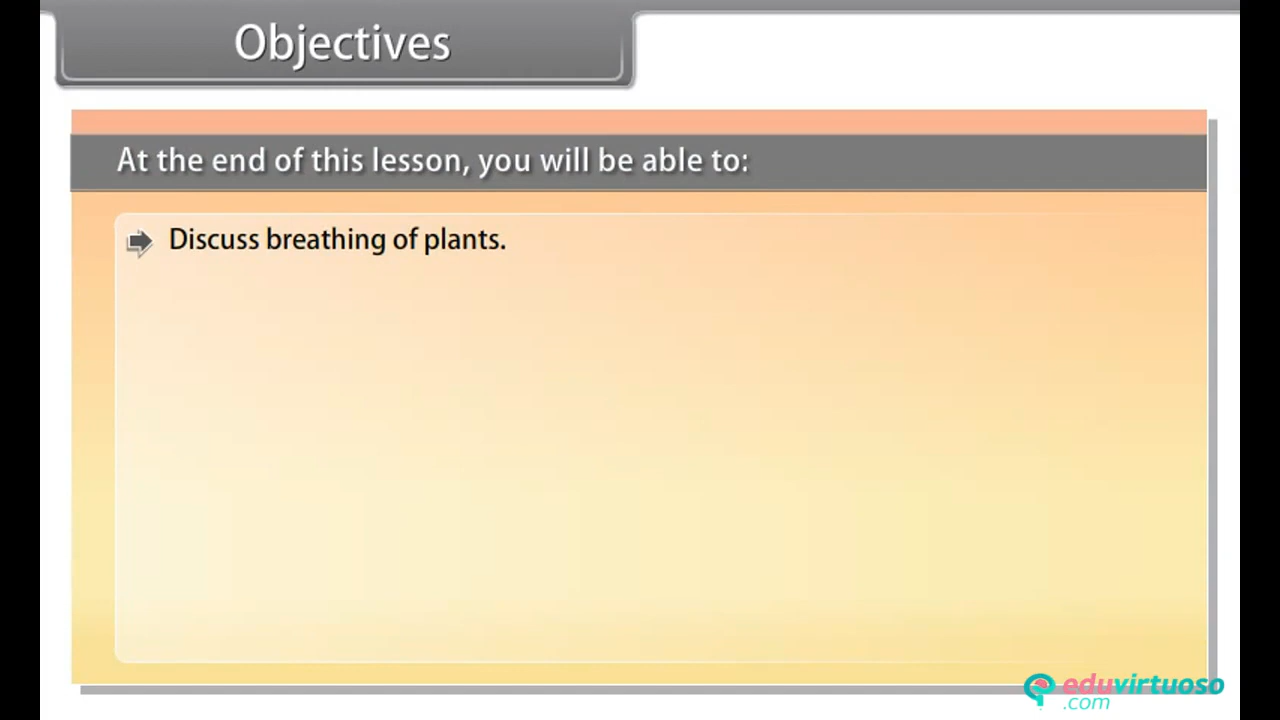 Objectives
At the end of this lesson, you will be able to:
Discuss breathing of plants.
eduvirtuoso
.com